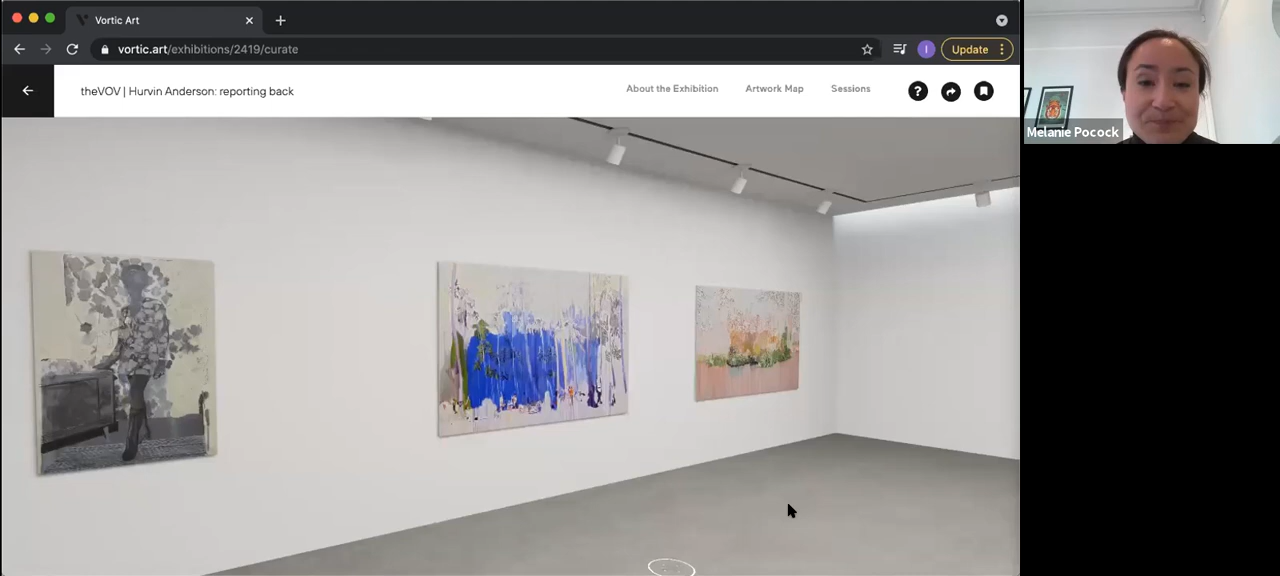 Vortic Art
vortic.art/exhibitions/2419/curate
I
Update
theVOV | Hurvin Anderson: reporting back
About the Exhibition
Artwork Map
Sessions
?
Melanie Pocock